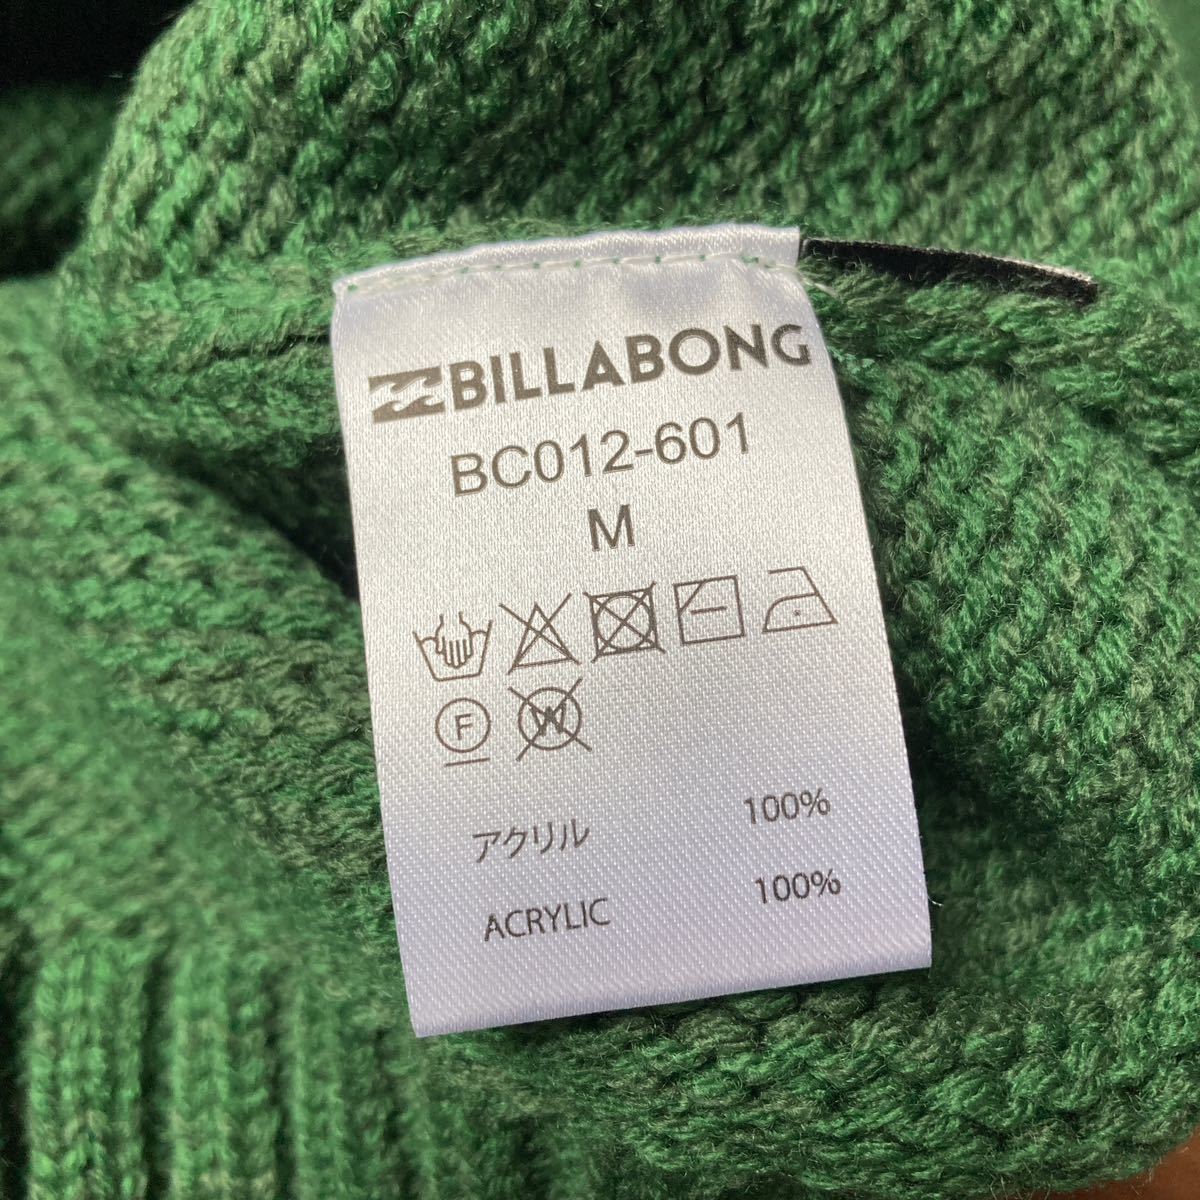 BILLABONG
BC012-601
M
F W
アクリル 100%
ACRYLIC 100%